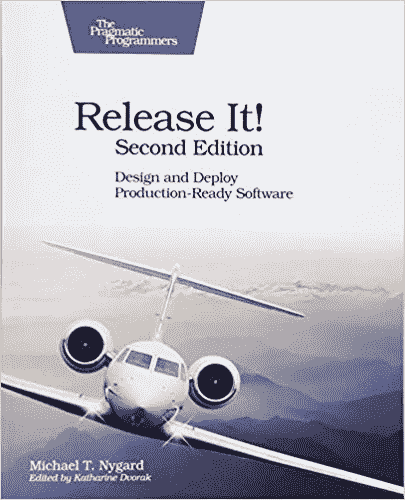 The
Pragmatic
Programmers
Release It!
Second Edition
Design and Deploy
Production-Ready Software
Michael T. Nygard
Edited by Katharine Dvorak